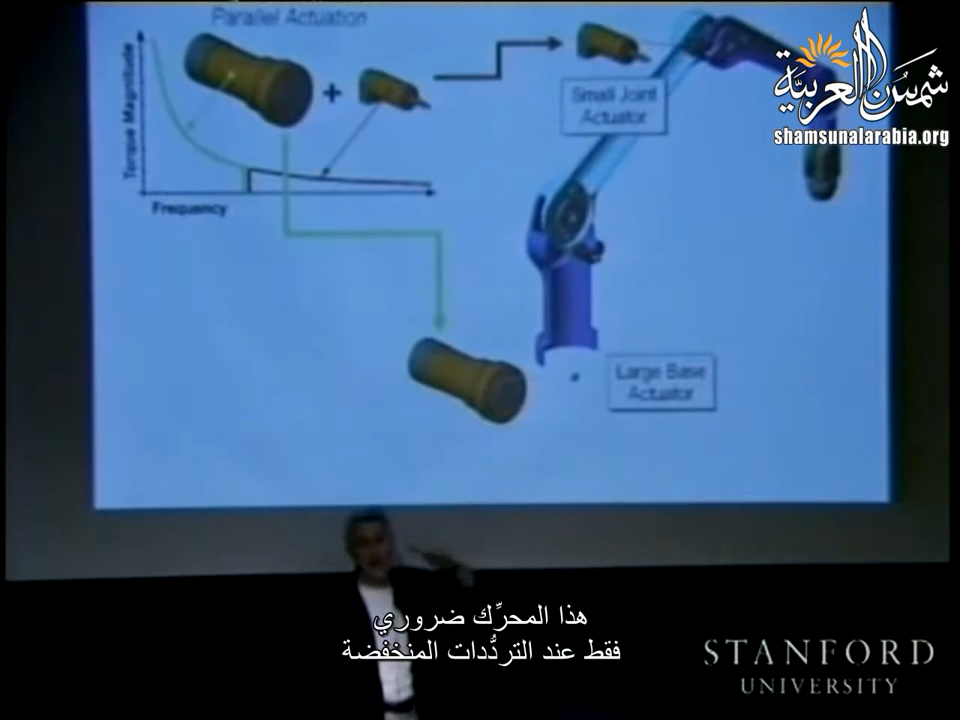 Parallel Actuation
Torque Magnitude
Frequency
+
Small Joint
Actuator
Large Base
Actuator
شمس العربية
shamsunalarabia.org
هذا المحرِّك ضروري
فقط عند التردُّدات المنخفضة
STANFORD
UNIVERSITY